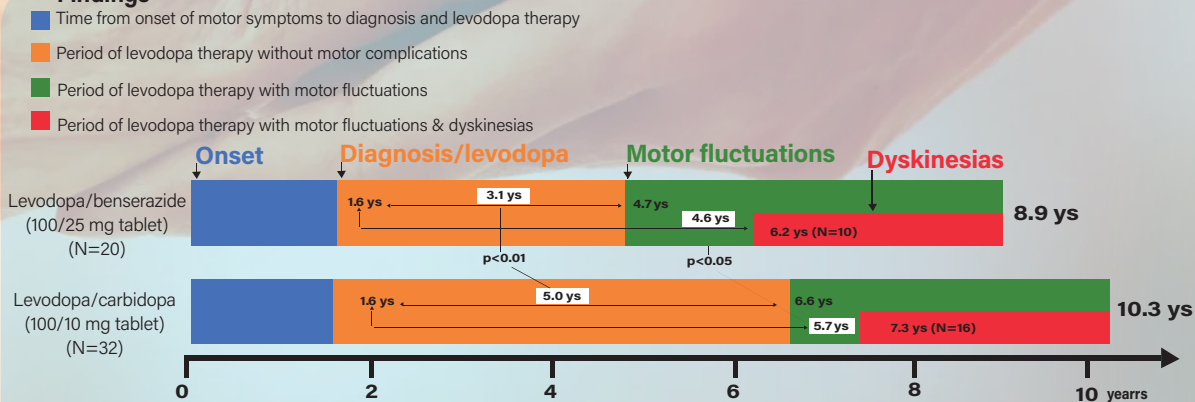 Findings
Time from onset of motor symptoms to diagnosis and levodopa therapy
Period of levodopa therapy without motor complications
Period of levodopa therapy with motor fluctuations
Period of levodopa therapy with motor fluctuations & dyskinesias
Onset
Diagnosis/levodopa
Motor fluctuations
Dyskinesias
Levodopa/benserazide
(100/25 mg tablet)
(N=20)
1.6 ys
3.1 ys
4.7 ys
4.6 ys
6.2 ys (N=10)
8.9 ys
p<0.01
p<0.05
Levodopa/carbidopa
(100/10 mg tablet)
(N=32)
1.6 ys
5.0 ys
6.6 ys
5.7 ys
7.3 ys (N=16)
10.3 ys
0
2
4
6
8
10 yearrs